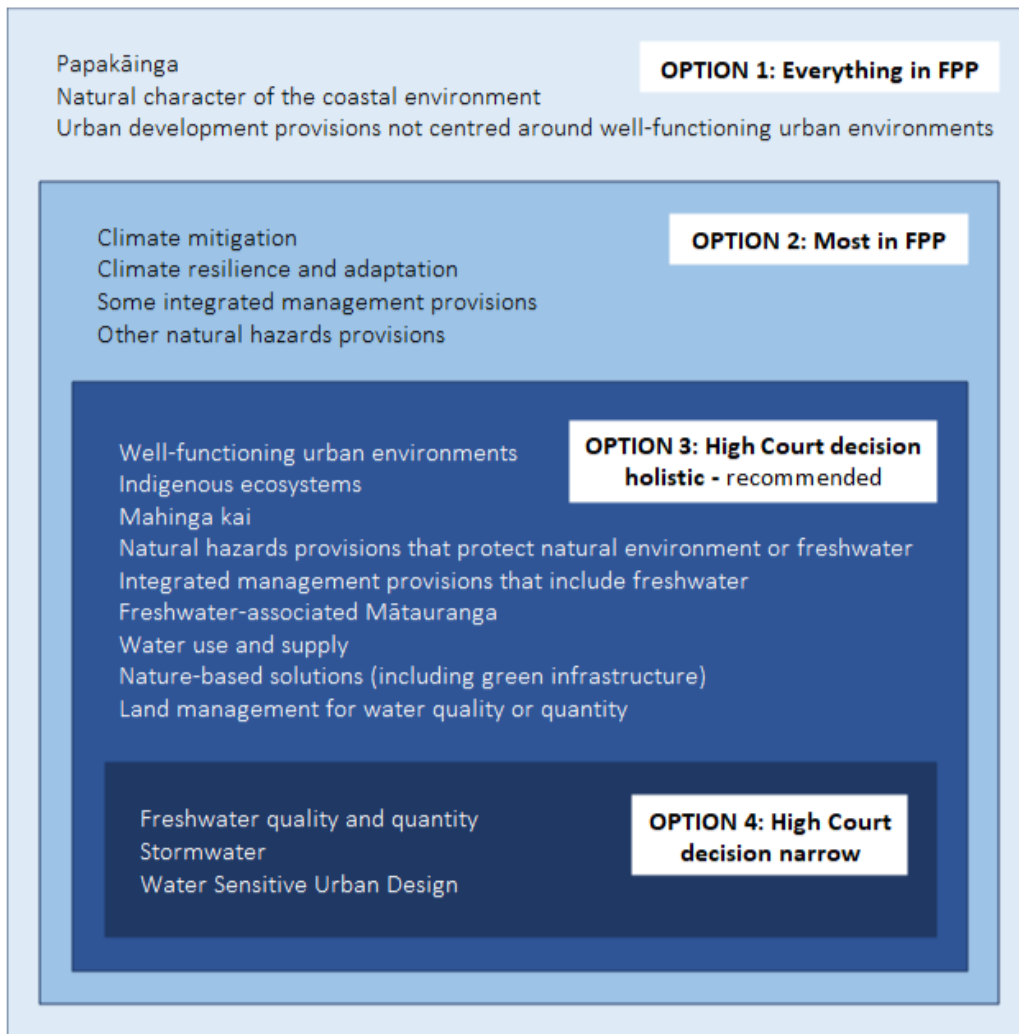 Papakāinga
OPTION 1: Everything in FPP
Natural character of the coastal environment
Urban development provisions not centred around well-functioning urban environments
Climate mitigation
OPTION 2: Most in FPP
Climate resilience and adaptation
Some integrated management provisions
Other natural hazards provisions
Well-functioning urban environments
OPTION 3: High Court decision
holistic - recommended
Indigenous ecosystems
Mahinga kai
Natural hazards provisions that protect natural environment or freshwater
Integrated management provisions that include freshwater
Freshwater-associated Mātauranga
Water use and supply
Nature-based solutions (including green infrastructure)
Land management for water quality or quantity
Freshwater quality and quantity
OPTION 4: High Court
decision narrow
Stormwater
Water Sensitive Urban Design